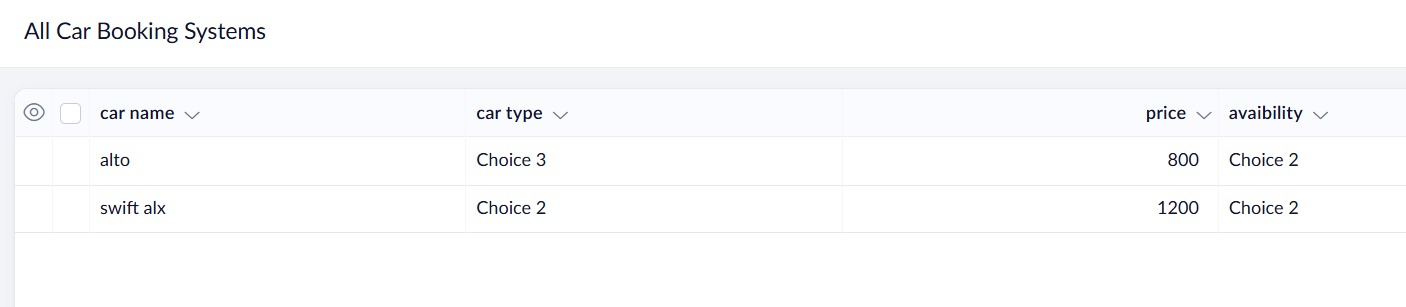 All Car Booking Systems
car name car type price avaibility
alto Choice 3 800 Choice 2
swift alx Choice 2 1200 Choice 2